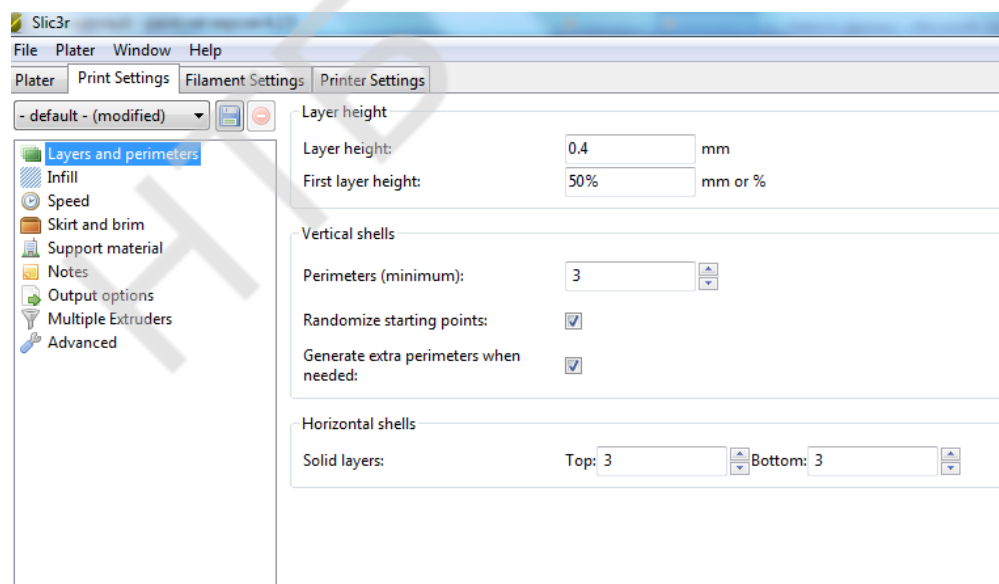 Slic3r
File Plater Window Help
Plater Print Settings Filament Settings Printer Settings
- default - (modified)
Layers and perimeters
Infill
Speed
Skirt and brim
Support material
Notes
Output options
Multiple Extruders
Advanced
Layer height
Layer height: 0.4 mm
First layer height: 50% mm or %
Vertical shells
Perimeters (minimum): 3
Randomize starting points:
Generate extra perimeters when
needed:
Horizontal shells
Solid layers: Top: 3 Bottom: 3